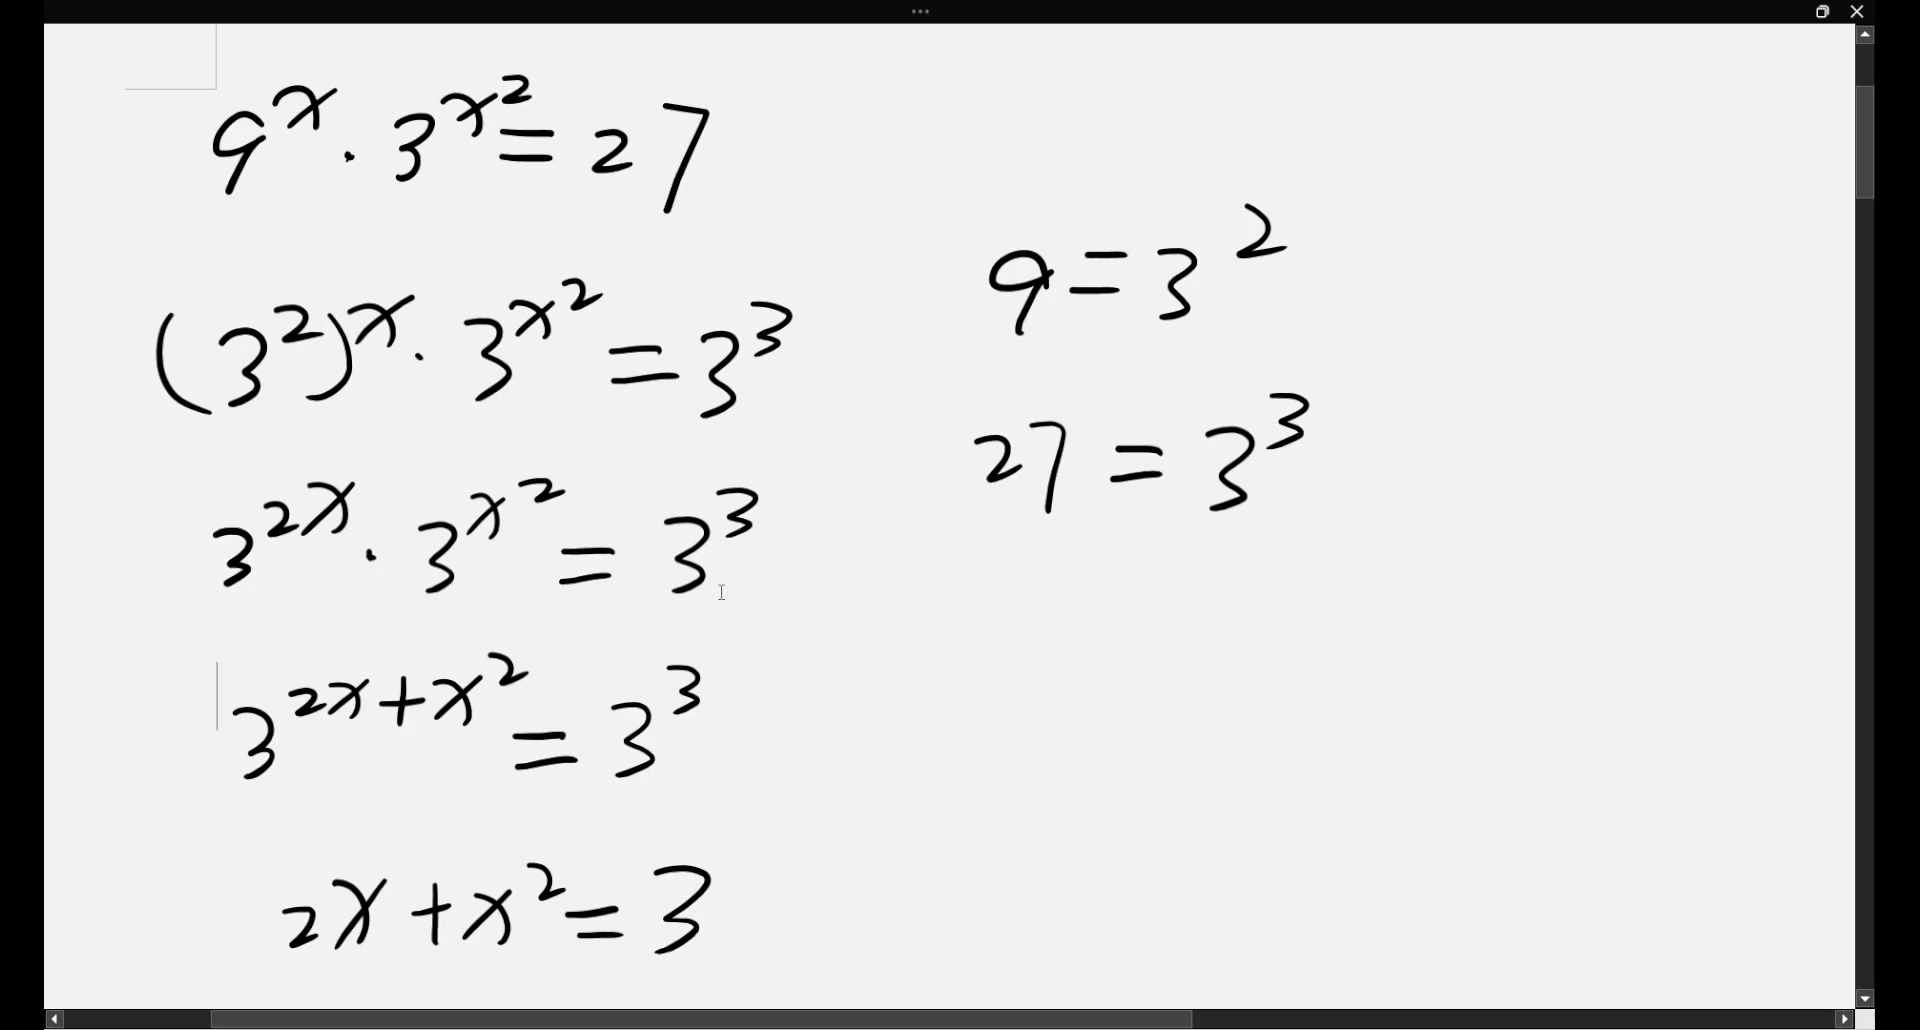 9^x · 3^x^2 = 27
(3^2)^x · 3^x^2 = 3^3
3^2x · 3^x^2 = 3^3
3^2x+x^2 = 3^3
2x + x^2 = 3
9 = 3^2
27 = 3^3